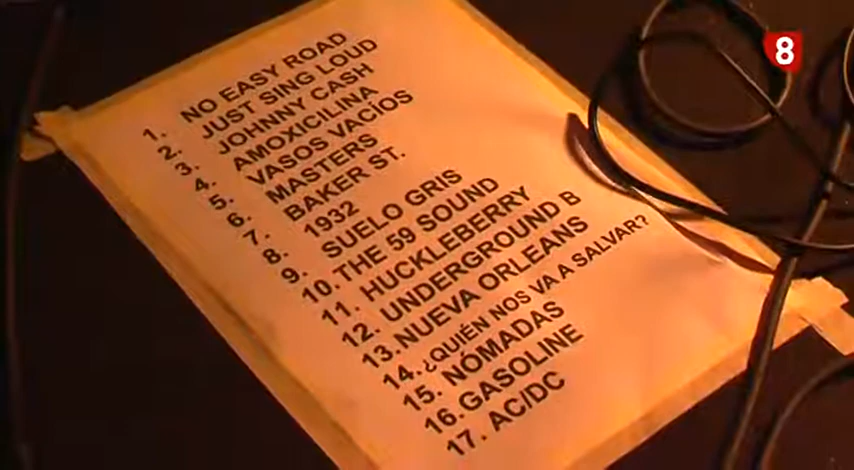 8
1. NO EASY ROAD
2. JUST SING LOUD
3. JOHNNY CASH
4. AMOXICILINA
5. VASOS VACÍOS
6. MASTERS
7. BAKER ST.
8. 1932
9. SUELO GRIS
10. THE 59 SOUND
11. HUCKLEBERRY
12. UNDERGROUND B
13. NUEVA ORLEANS
14. ¿QUIÉN NOS VA A SALVAR?
15. NÓMADAS
16. GASOLINE
17. AC/DC